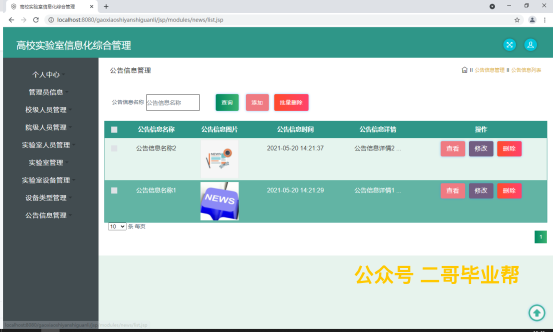 高校实验室信息化综合管理
localhost:8080/gaoxiaoshiyanshiguanli/jsp/modules/news/list.jsp
高校实验室信息化综合管理
个人中心
管理员信息
校级人员管理
院级人员管理
实验室人员管理
实验室管理
实验室设备管理
设备类型管理
公告信息管理
公告信息管理
公告信息管理 公告信息列表
公告信息名称 公告信息名称 查询 添加 批量删除
公告信息名称 公告信息图片 公告信息时间 公告信息详情 操作
公告信息名称2 2021-05-20 14:21:37 公告信息详情2... 查看 修改 删除
公告信息名称1 NEWS 2021-05-20 14:21:29 公告信息详情1... 查看 修改 删除
10 条 每页
1
公众号 二哥毕业帮